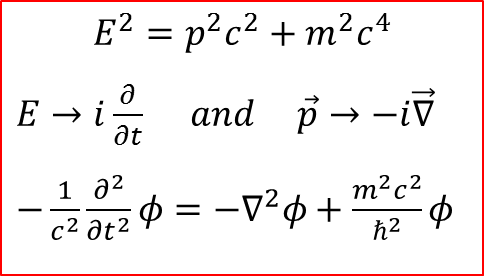 E² = p²c² + m²c⁴
E → i ∂/∂t and p⃗ → −i∇⃗
−1/c² ∂²/∂t² ϕ = −∇²ϕ + m²c²/ħ² ϕ